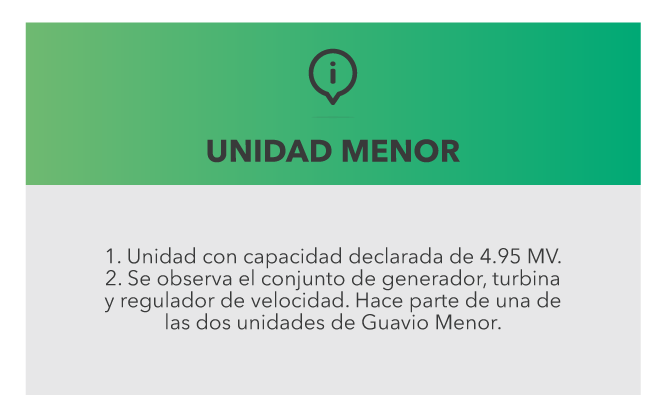 UNIDAD MENOR
1. Unidad con capacidad declarada de 4.95 MV.
2. Se observa el conjunto de generador, turbina
y regulador de velocidad. Hace parte de una de
las dos unidades de Guavio Menor.